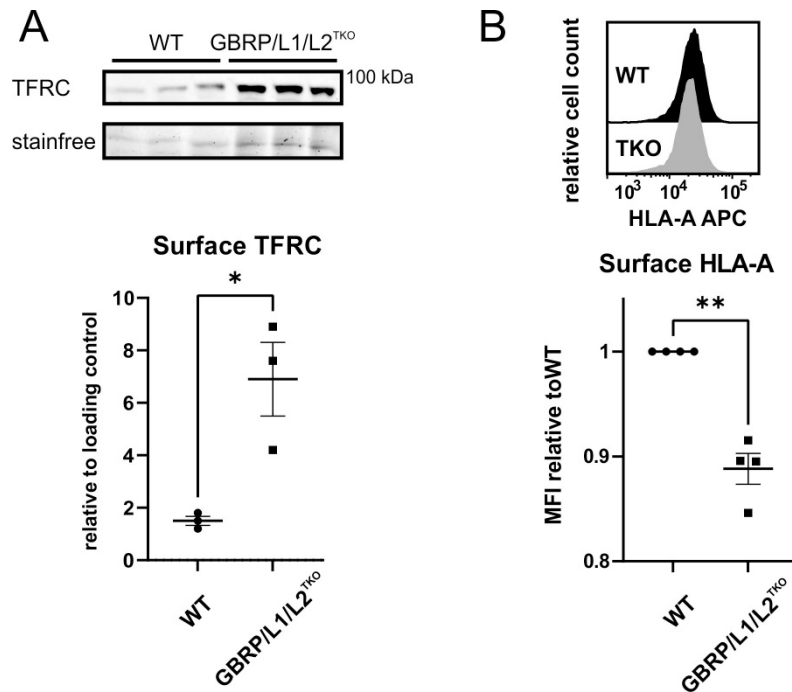 A
WT GBRP/L1/L2TKO
TFRC
100 kDa
stainfree
Surface TFRC
*
relative to loading control
10
8
6
4
2
0
WT
GBRP/L1/L2TKO
B
relative cell count
WT
TKO
10³ 10⁴ 10⁵
HLA-A APC
Surface HLA-A
**
MFI relative toWT
1
0.9
0.8
WT
GBRP/L1/L2TKO